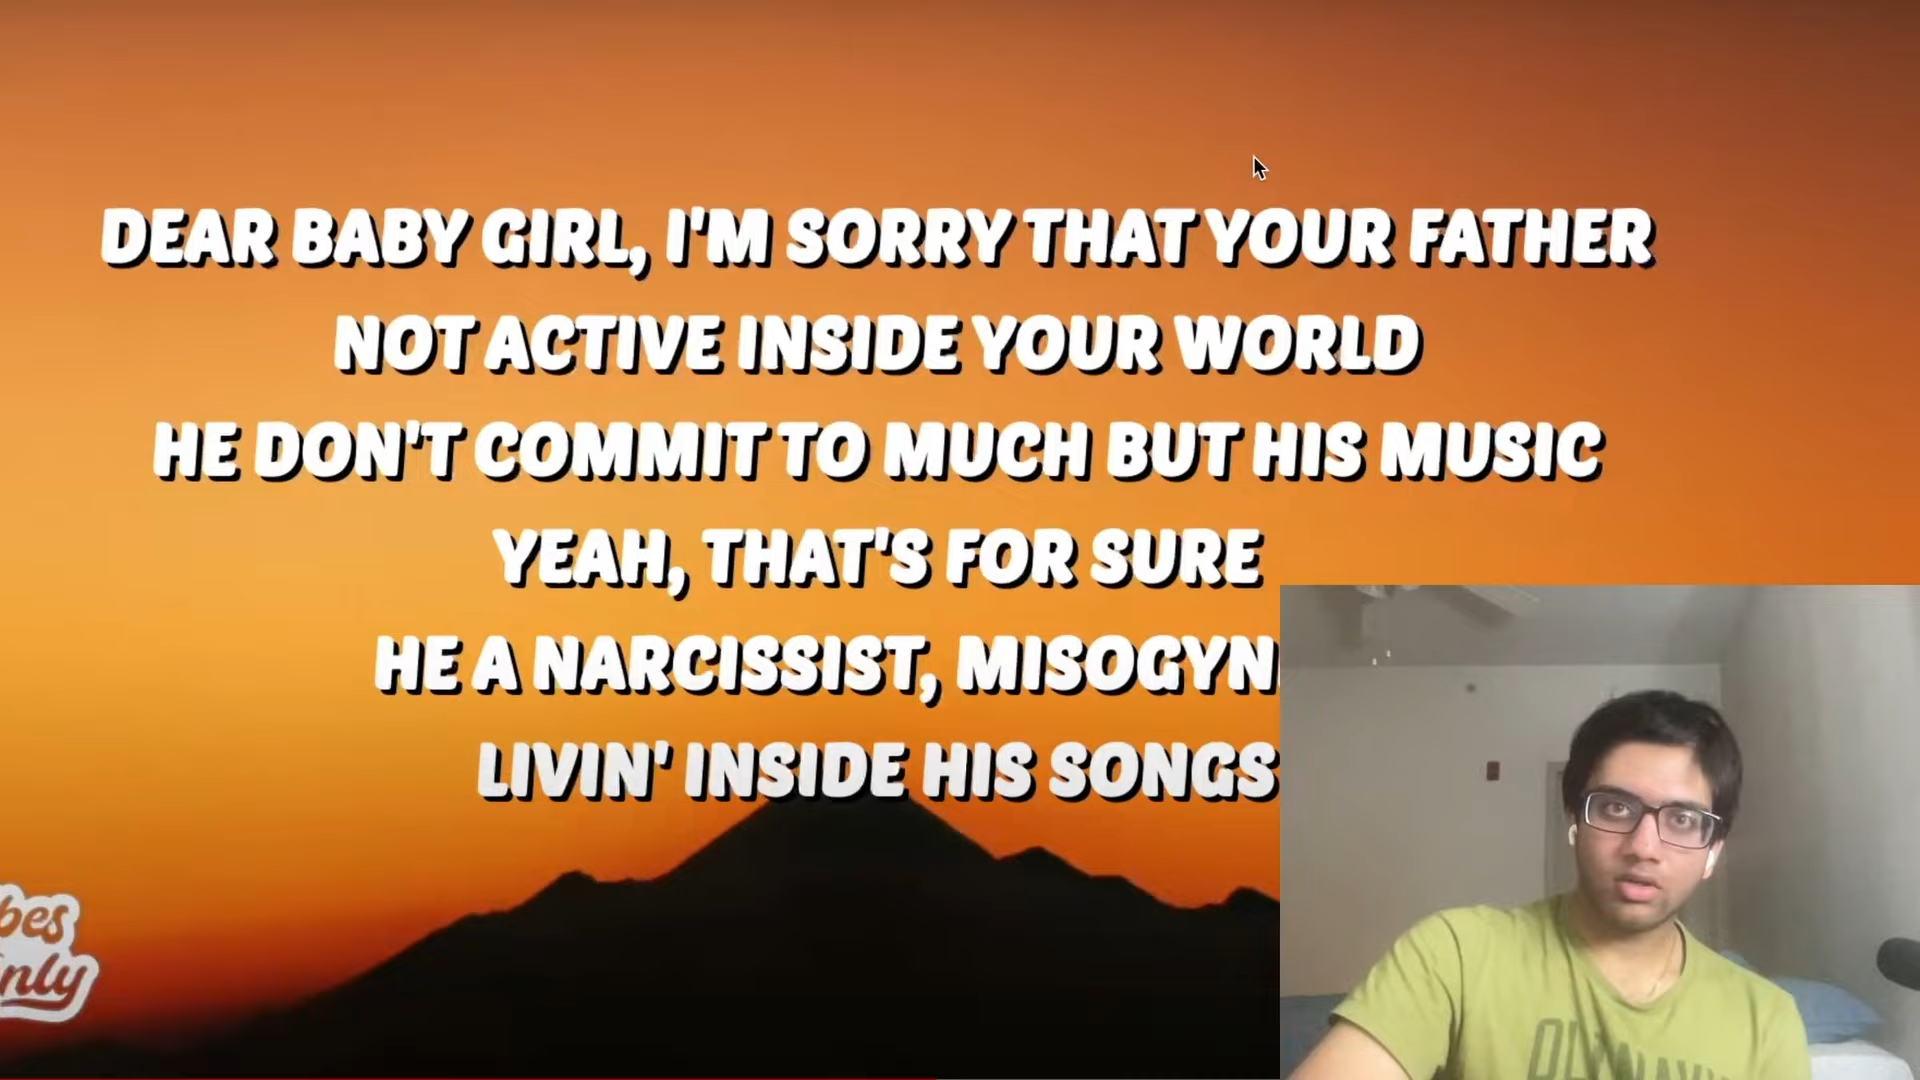 DEAR BABY GIRL, I'M SORRY THAT YOUR FATHER
NOT ACTIVE INSIDE YOUR WORLD
HE DON'T COMMIT TO MUCH BUT HIS MUSIC
YEAH, THAT'S FOR SURE
HE A NARCISSIST,
LIVIN' INSIDE HIS SONGS